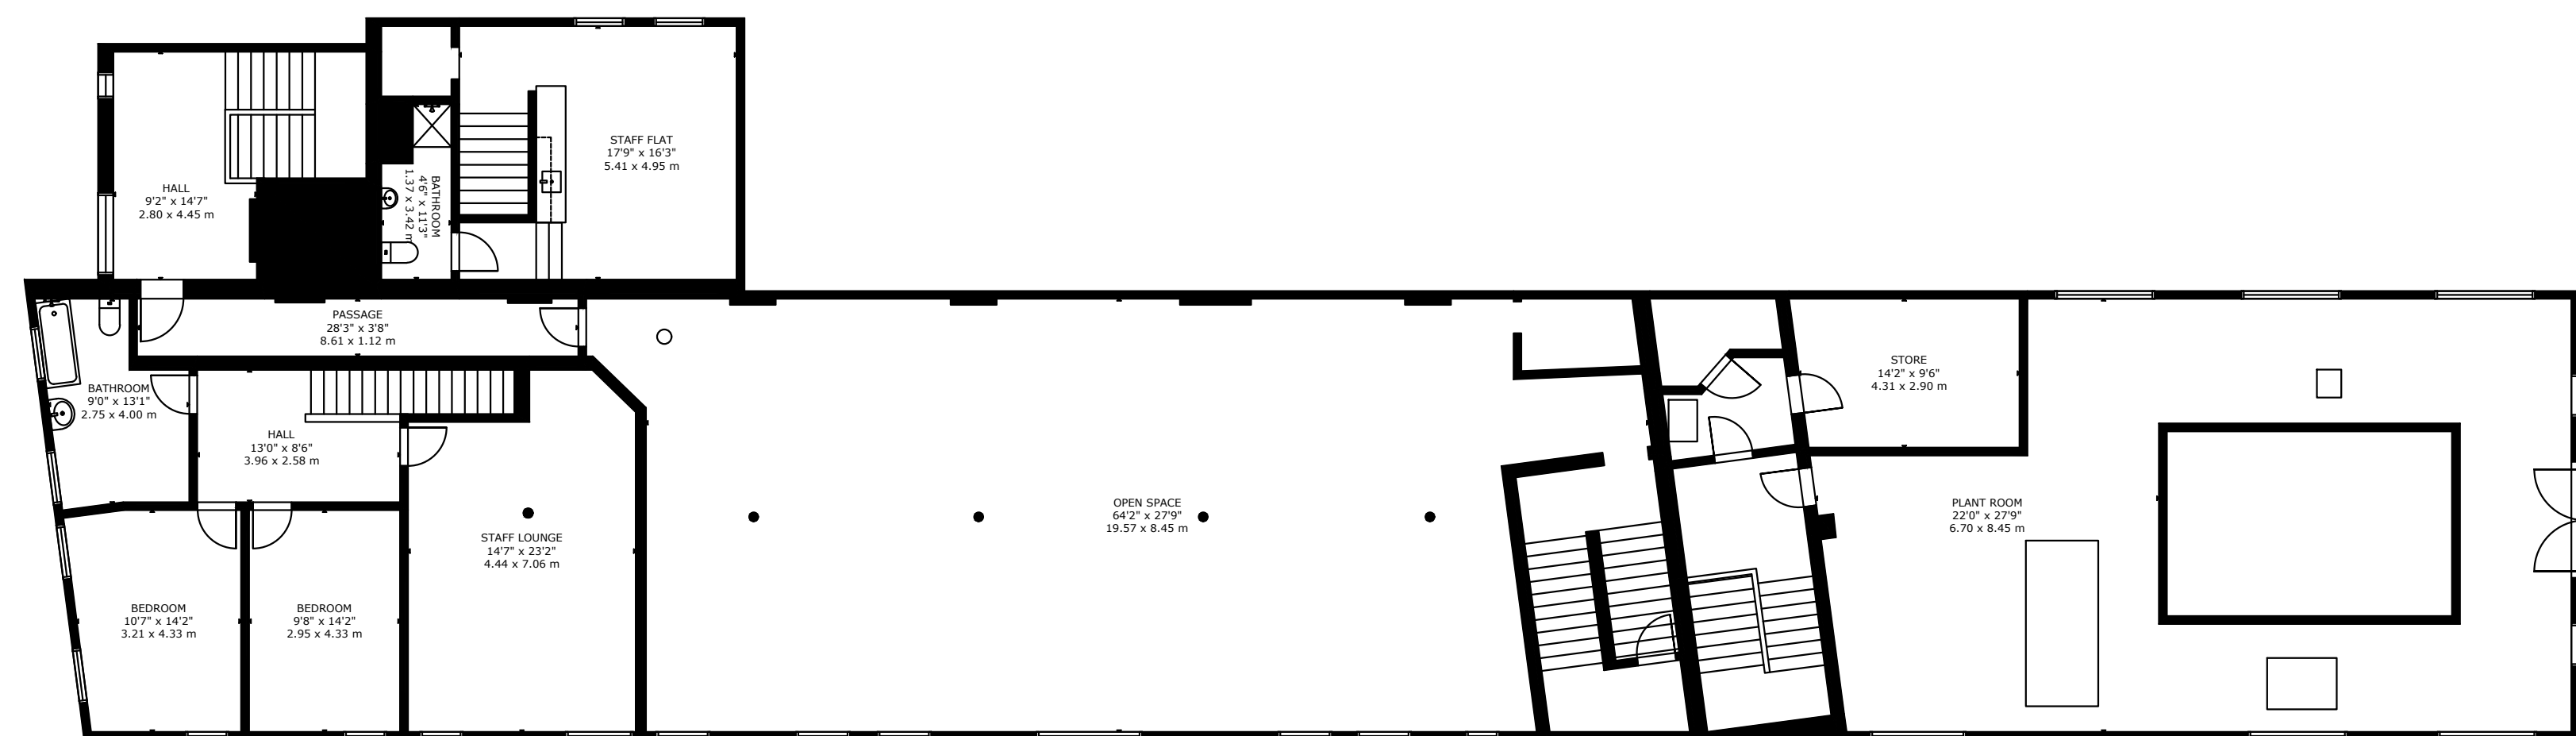 STAFF FLAT
17'9" x 16'3"
5.41 x 4.95 m
HALL
9'2" x 14'7"
2.80 x 4.45 m
BATHROOM
4'6" x 11'3"
1.37 x 3.42 m
PASSAGE
28'3" x 3'8"
8.61 x 1.12 m
BATHROOM
9'0" x 13'1"
2.75 x 4.00 m
HALL
13'0" x 8'6"
3.96 x 2.58 m
STORE
14'2" x 9'6"
4.31 x 2.90 m
STAFF LOUNGE
14'7" x 23'2"
4.44 x 7.06 m
OPEN SPACE
64'2" x 27'9"
19.57 x 8.45 m
PLANT ROOM
22'0" x 27'9"
6.70 x 8.45 m
BEDROOM
10'7" x 14'2"
3.21 x 4.33 m
BEDROOM
9'8" x 14'2"
2.95 x 4.33 m